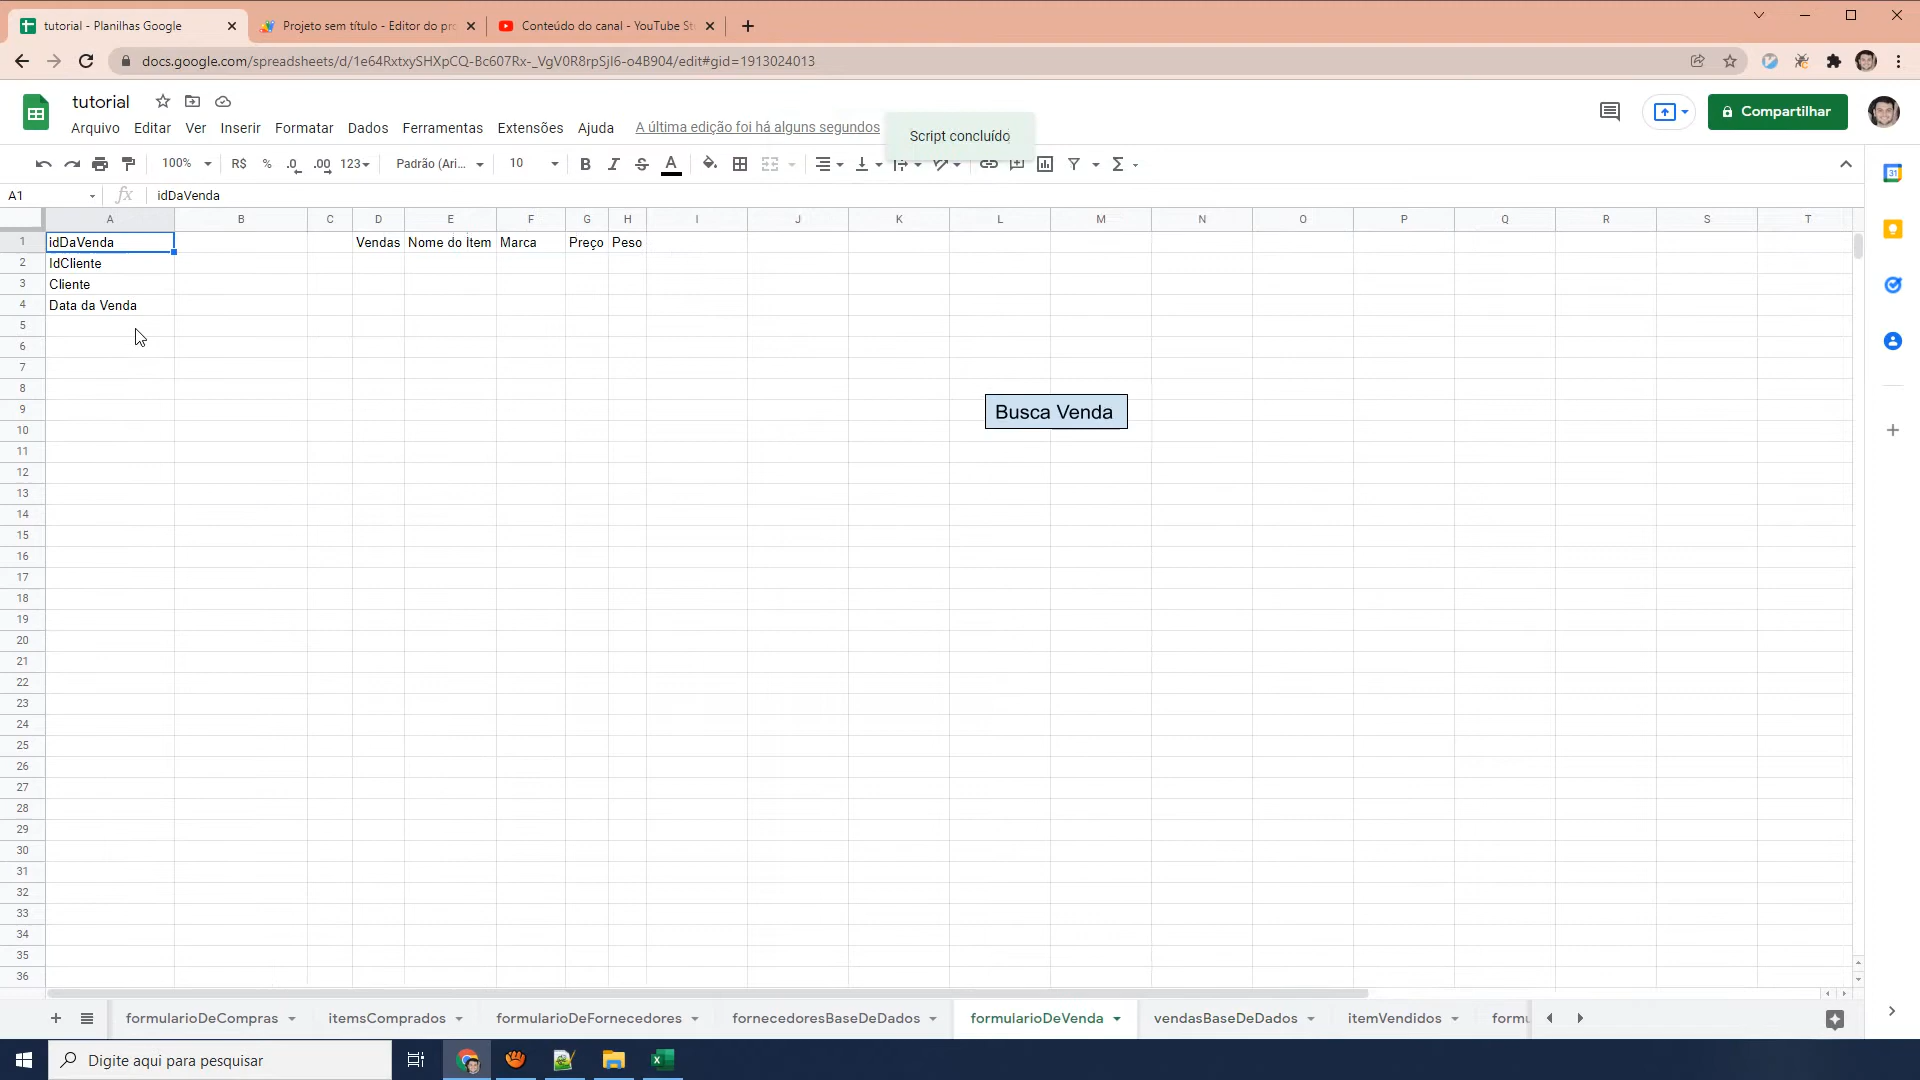 tutorial - Planilhas Google
Projeto sem título - Editor do pro
Conteúdo do canal - YouTube St
docs.google.com/spreadsheets/d/1e64RxtxySHXpCQ-Bc607Rx-_VgV0R8rpSjI6-o4B904/edit#gid=1913024013
tutorial
Arquivo Editar Ver Inserir Formatar Dados Ferramentas Extensões Ajuda A última edição foi há alguns segundos
Script concluído
Compartilhar
100% R$ % .0 .00 123 Padrão (Ari... 10 B I S A Σ
A1 fx idDaVenda
A B C D E F G H I J K L M N O P Q R S T
1 idDaVenda Vendas Nome do Item Marca Preço Peso
2 IdCliente
3 Cliente
4 Data da Venda
5
6
7
8
9
Busca Venda
10
11
12
13
14
15
16
17
18
19
20
21
22
23
24
25
26
27
28
29
30
31
32
33
34
35
36
31
formularioDeCompras itemsComprados formularioDeFornecedores fornecedoresBaseDeDados formularioDeVenda vendasBaseDeDados itemVendidos formu
Digite aqui para pesquisar